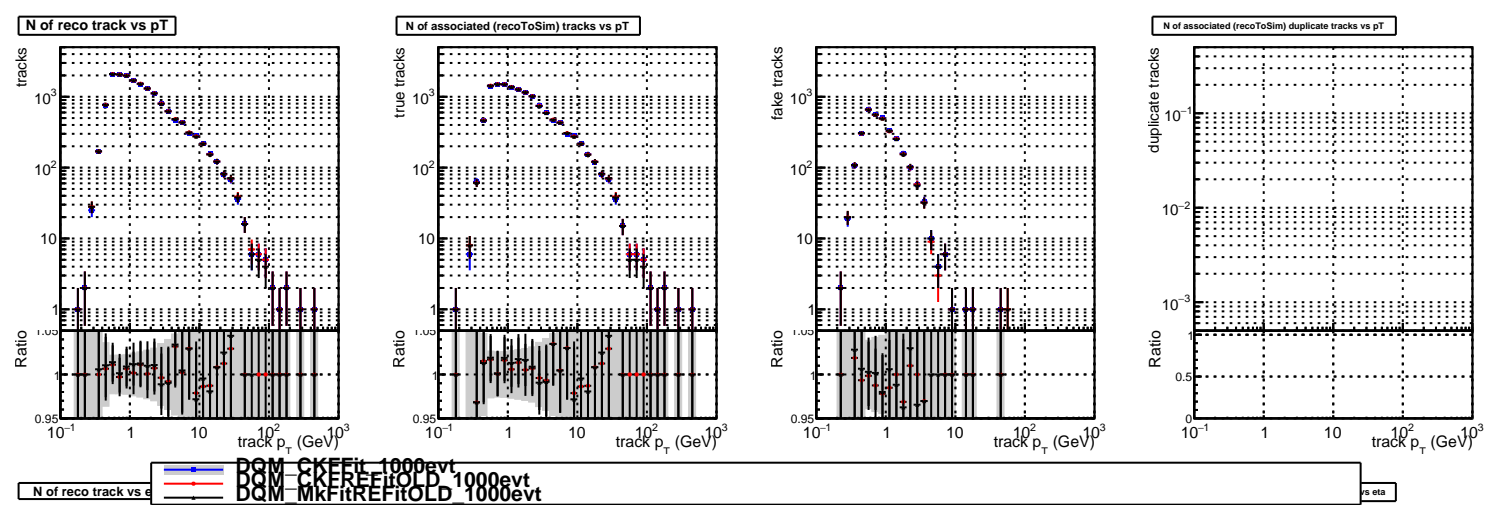 N of reco track vs pT
N of associated (recoToSim) tracks vs pT
N of associated (recoToSim) duplicate tracks vs pT
tracks
10³
10²
10
1
Ratio
1.05
1
0.95
10⁻¹ 1 10 10² 10³
track p_T (GeV)
true tracks
10³
10²
10
1
Ratio
1.05
1
0.95
10⁻¹ 1 10 10² 10³
track p_T (GeV)
fake tracks
10³
10²
10
1
Ratio
1.05
1
0.95
10⁻¹ 1 10 10² 10³
track p_T (GeV)
duplicate tracks
10⁻¹
10⁻²
10⁻³
Ratio
1
0.5
0
10⁻¹ 1 10 10² 10³
track p_T (GeV)
DQM_CKFFit_1000evt
DQM_CKFREFitOLD_1000evt
DQM_MkFitREFitOLD_1000evt
N of reco track vs e
vs eta